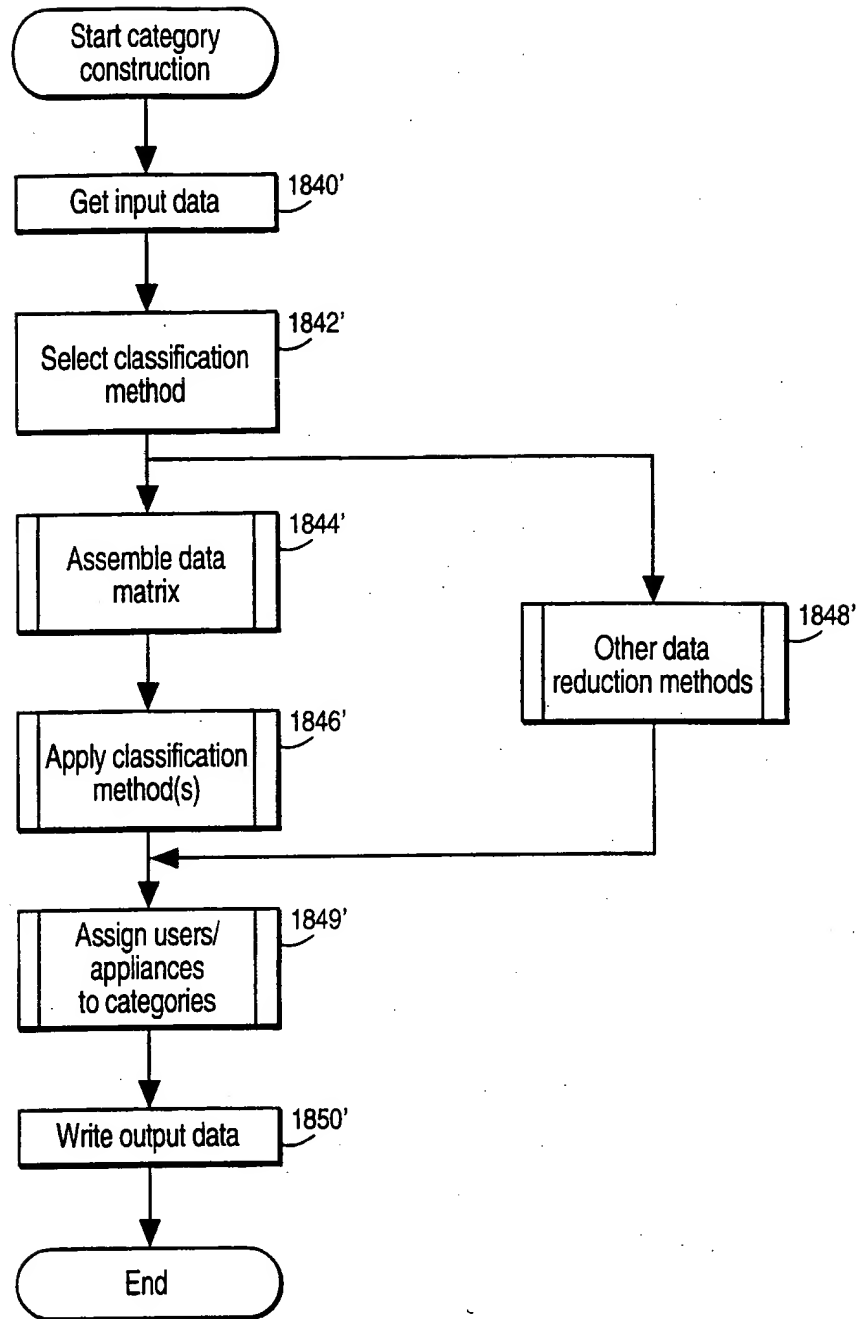 Start category
construction
Get input data
1840'
Select classification
method
1842'
Assemble data
matrix
1844'
Other data
reduction methods
1848'
Apply classification
method(s)
1846'
Assign users/
appliances
to categories
1849'
Write output data
1850'
End